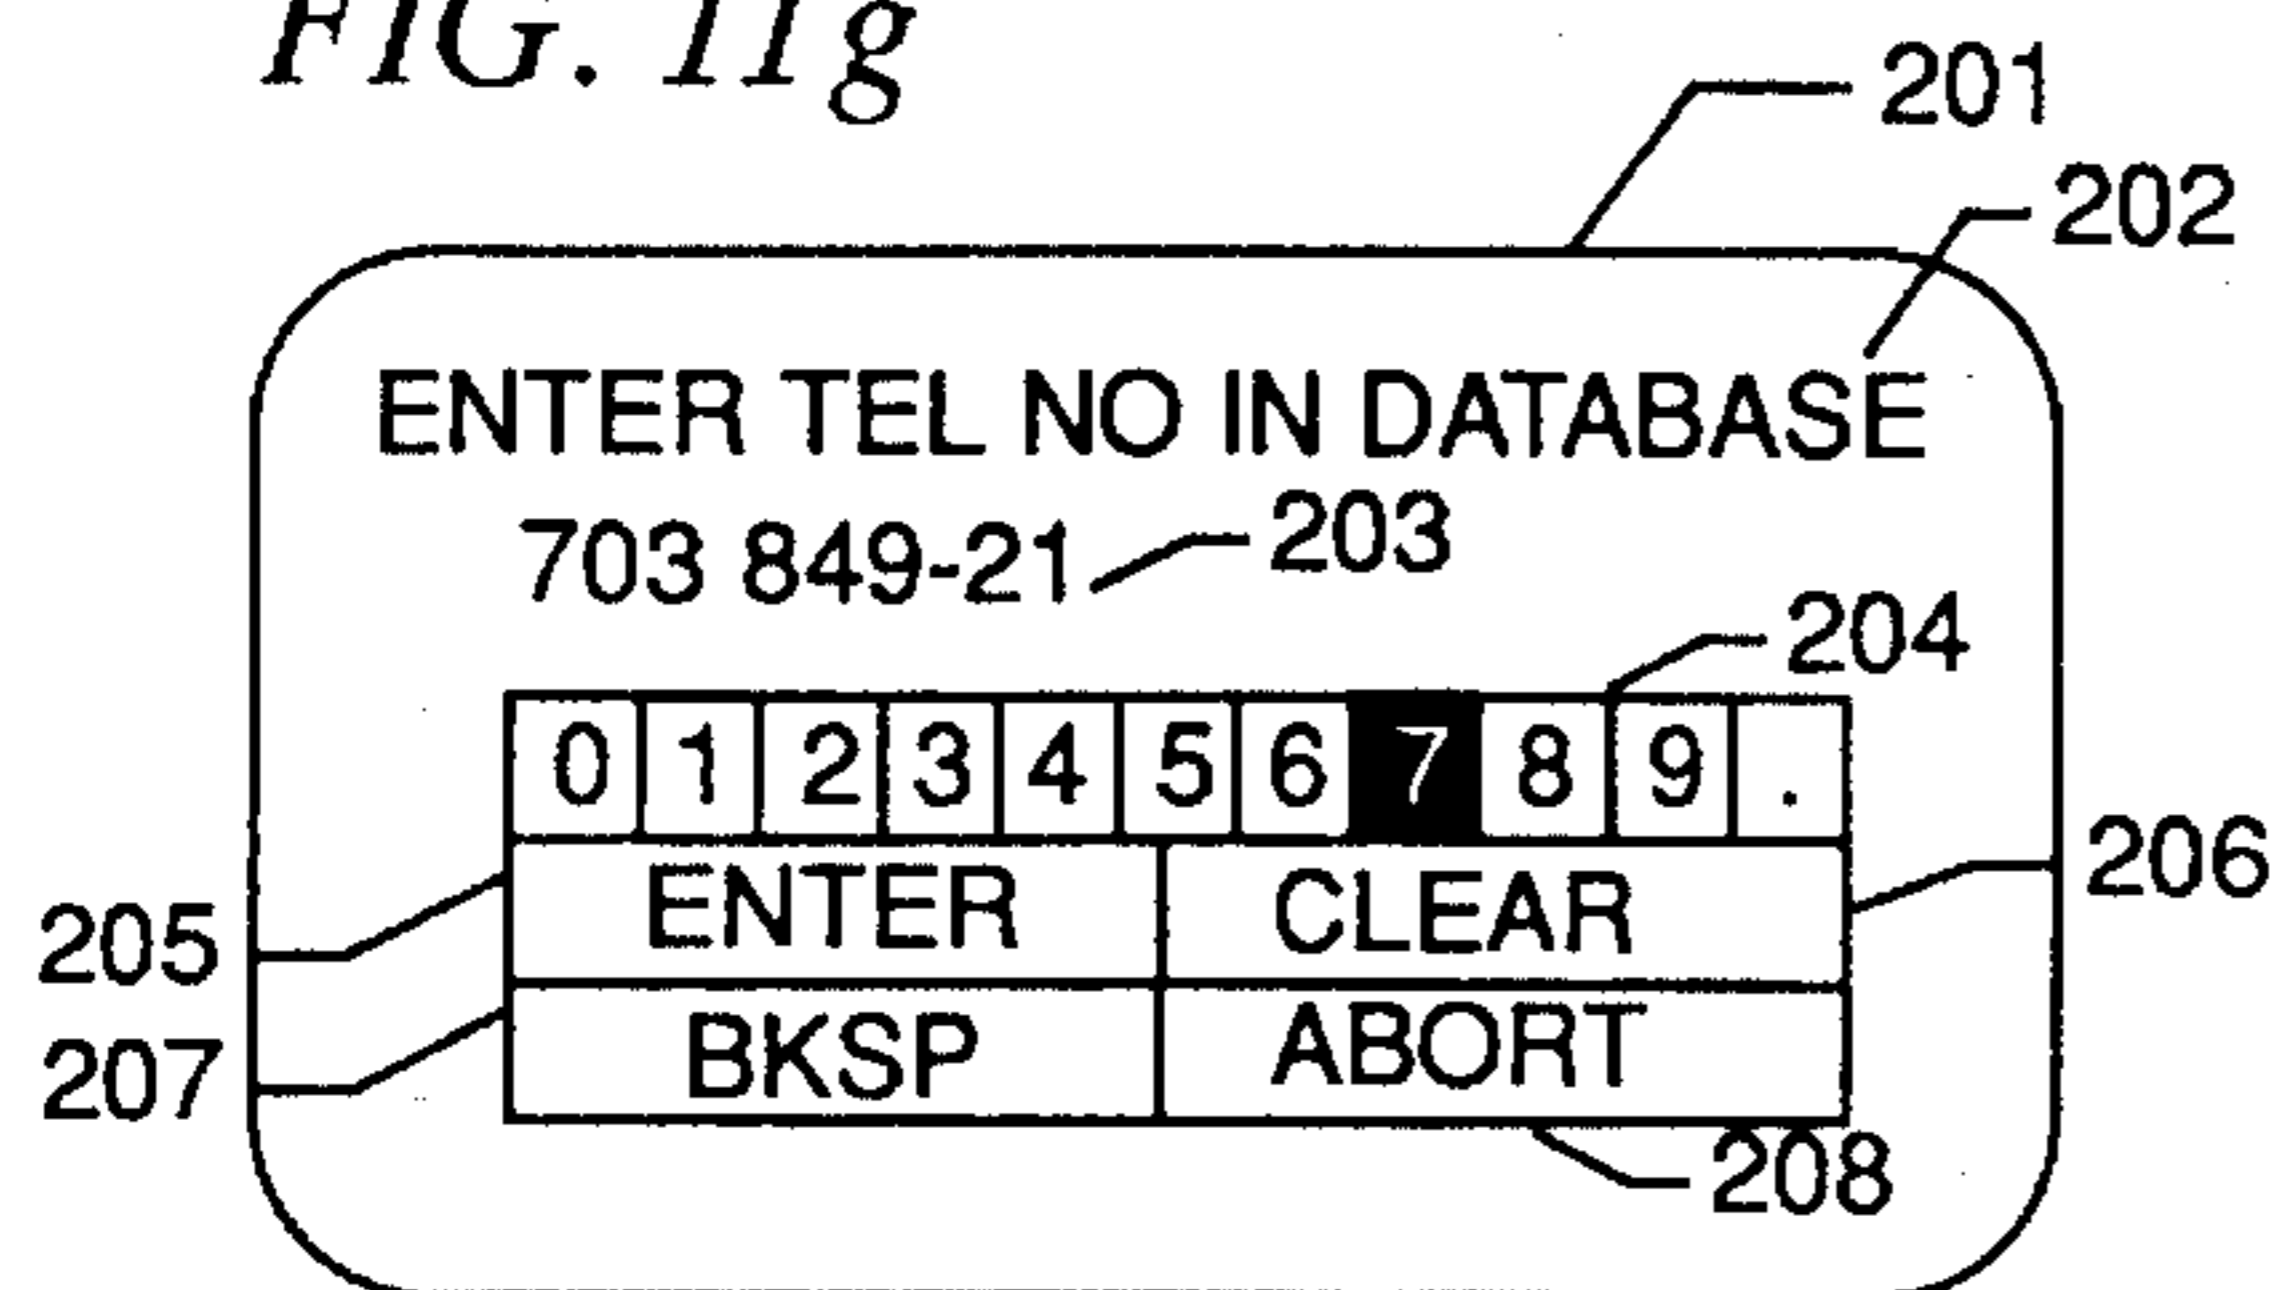 FIG. 11g
201
202
ENTER TEL NO IN DATABASE
703 849-21 203
204
0 1 2 3 4 5 6 7 8 9 .
ENTER CLEAR 206
205
BKSP ABORT
207
208